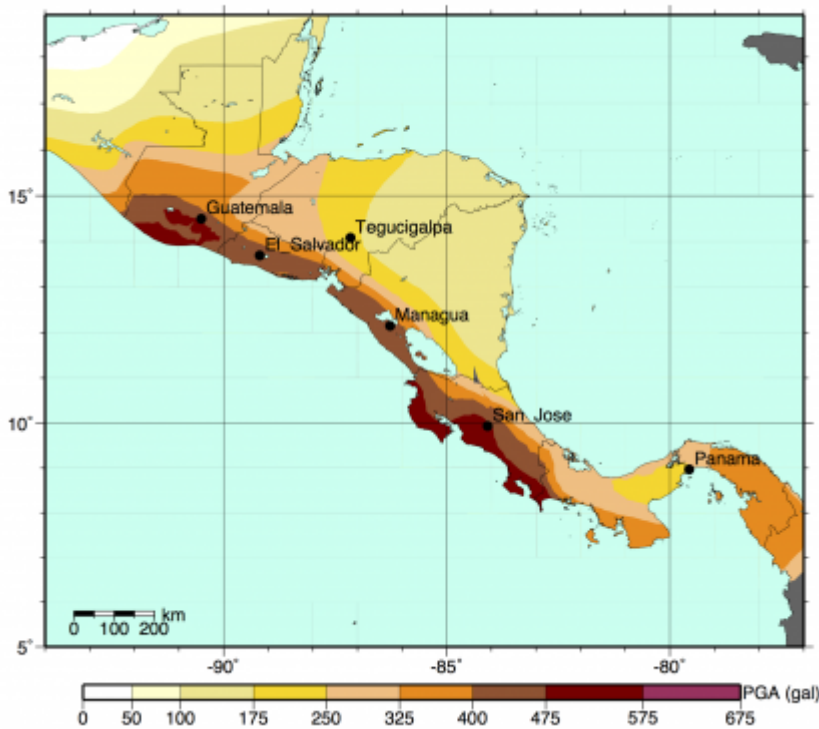 15°
Guatemala
Tegucigalpa
El_Salvador
Managua
10°
San_Jose
Panama
km
0 100 200
5°
-90° -85° -80°
PGA (gal)
0 50 100 175 250 325 400 475 575 675